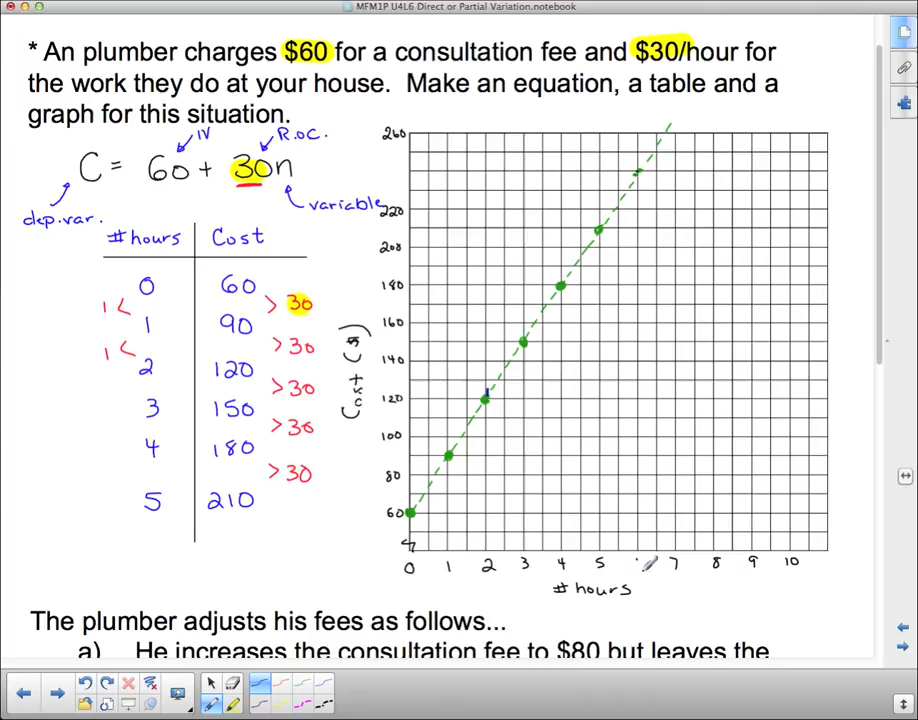 MFM1P U4L6 Direct or Partial Variation.notebook
* An plumber charges $60 for a consultation fee and $30/hour for
the work they do at your house.  Make an equation, a table and a
graph for this situation.
IV
R.O.C.
C = 60 + 30n
dep.var.
variable
# hours Cost
0 60
1 < > 30
1 90
1 < > 30
2 120
> 30
3 150
> 30
4 180
> 30
5 210
260
220
200
180
160
140
120
100
80
60
Cost ($)
0 1 2 3 4 5 7 8 9 10
# hours
The plumber adjusts his fees as follows...
a) He increases the consultation fee to $80 but leaves the